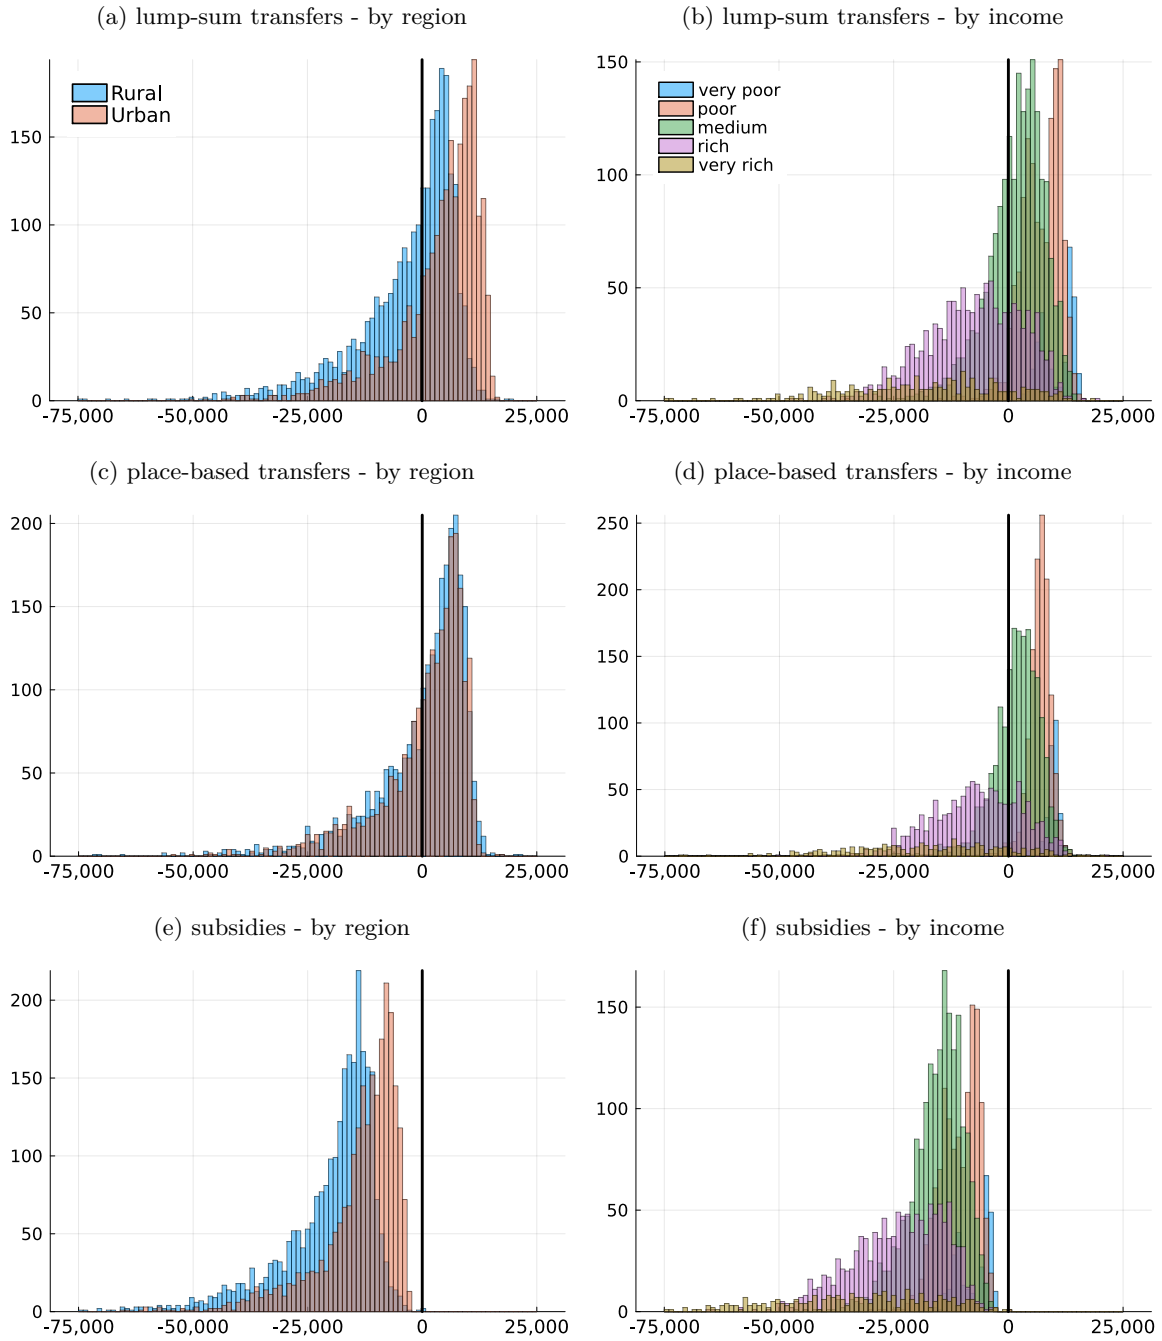 (a) lump-sum transfers - by region
(b) lump-sum transfers - by income
Rural
Urban
150
100
50
0
-75,000 -50,000 -25,000 0 25,000
very poor
poor
medium
rich
very rich
150
100
50
0
-75,000 -50,000 -25,000 0 25,000
(c) place-based transfers - by region
(d) place-based transfers - by income
200
150
100
50
0
-75,000 -50,000 -25,000 0 25,000
250
200
150
100
50
0
-75,000 -50,000 -25,000 0 25,000
(e) subsidies - by region
(f) subsidies - by income
200
150
100
50
0
-75,000 -50,000 -25,000 0 25,000
150
100
50
0
-75,000 -50,000 -25,000 0 25,000